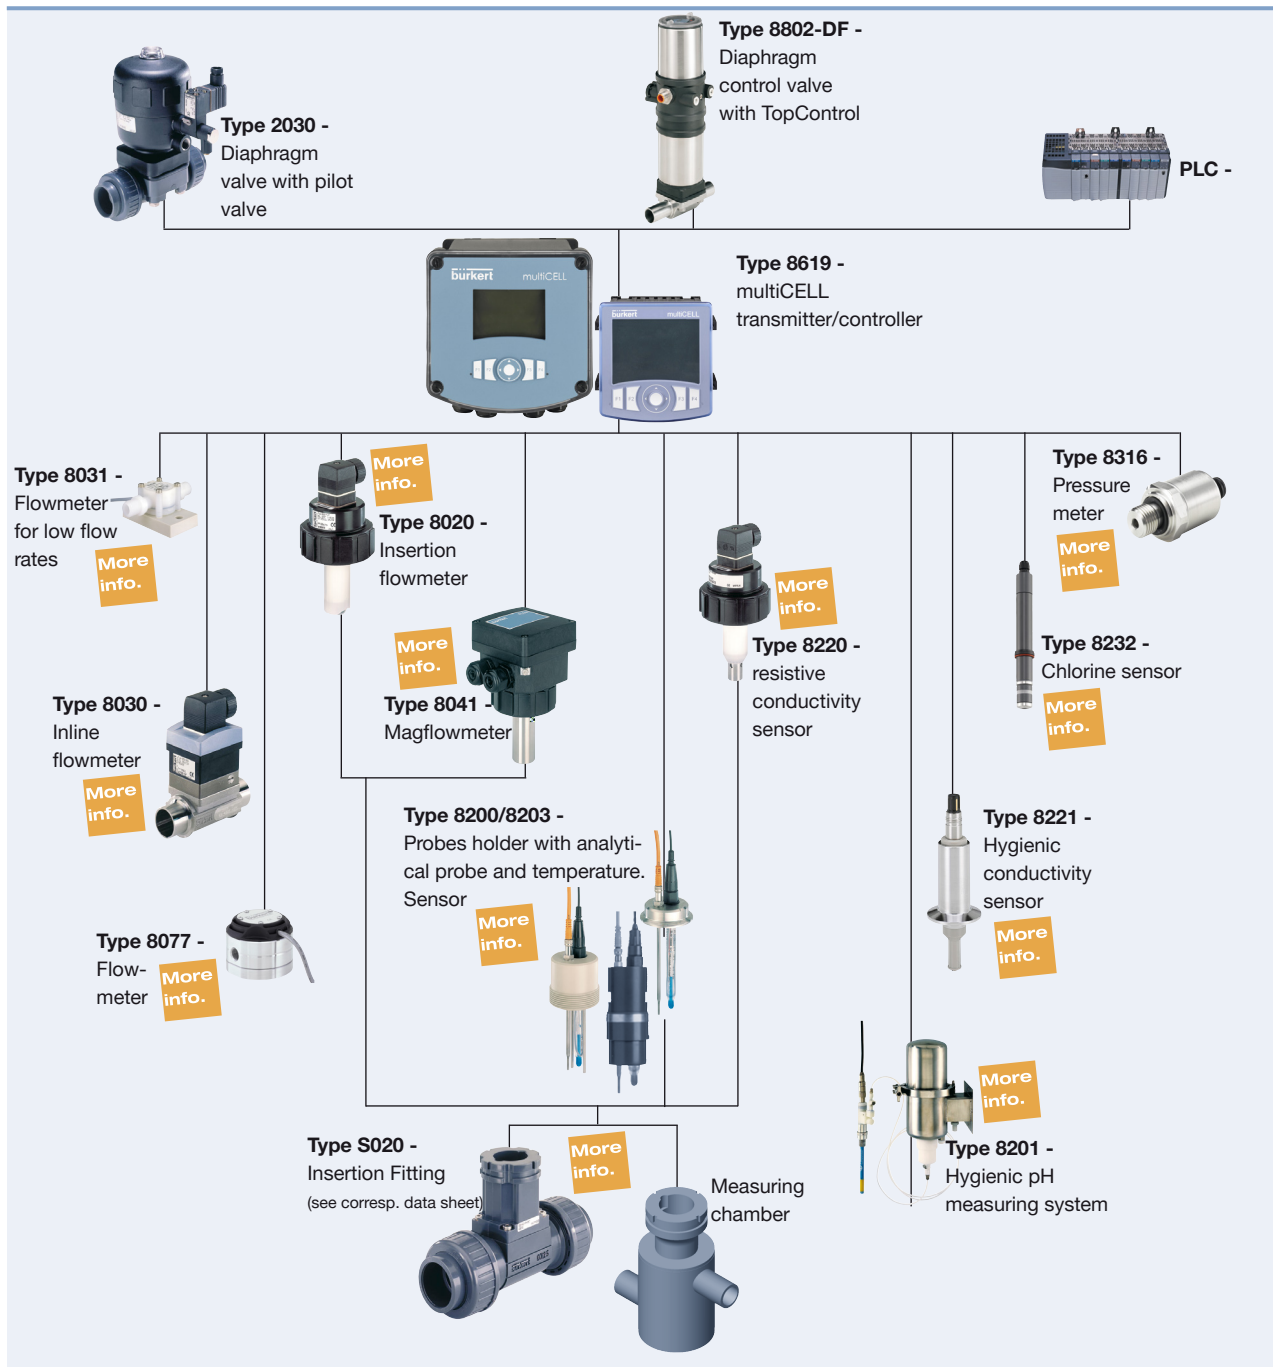 Type 8802-DF -
Diaphragm
control valve
with TopControl
Type 2030 -
Diaphragm
valve with pilot
valve
PLC -
bürkert
multiCELL
Type 8619 -
multiCELL
transmitter/controller
bürkert
multiCELL
F1 F2 F3 F4
Type 8031 -
Flowmeter
for low flow
rates
More
info.
More
info.
Type 8020 -
Insertion
flowmeter
Type 8316 -
Pressure
meter
More
info.
More
info.
Type 8220 -
resistive
conductivity
sensor
Type 8232 -
Chlorine sensor
More
info.
More
info.
Type 8041 -
Magflowmeter
Type 8030 -
Inline
flowmeter
More
info.
Type 8200/8203 -
Probes holder with analyti-
cal probe and temperature.
Sensor
More
info.
Type 8221 -
Hygienic
conductivity
sensor
More
info.
Type 8077 -
Flow-
meter
More
info.
More
info.
Type 8201 -
Hygienic pH
measuring system
Type S020 -
Insertion Fitting
(see corresp. data sheet)
More
info.
Measuring
chamber